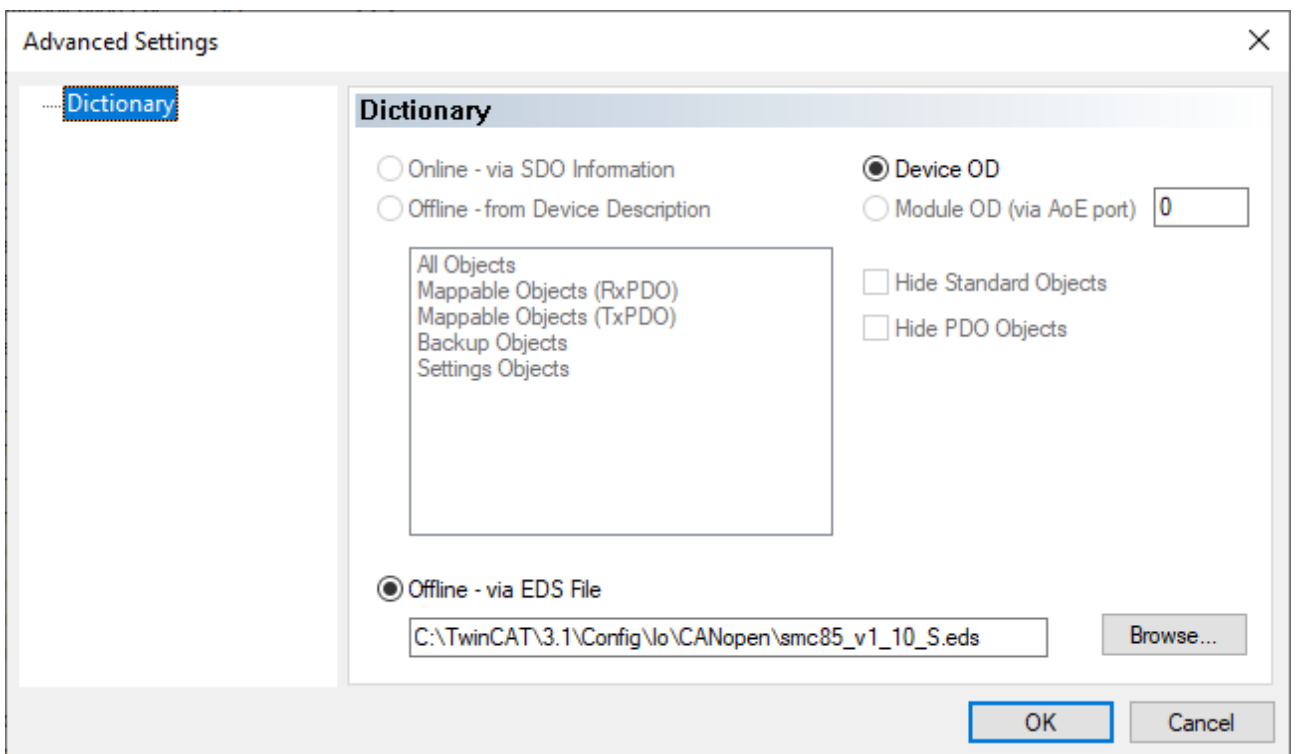 Advanced Settings
Dictionary
Dictionary
Online - via SDO Information
Device OD
Offline - from Device Description
Module OD (via AoE port)
0
All Objects
Mappable Objects (RxPDO)
Mappable Objects (TxPDO)
Backup Objects
Settings Objects
Hide Standard Objects
Hide PDO Objects
Offline - via EDS File
C:\TwinCAT\3.1\Config\Io\CANopen\smc85_v1_10_S.eds
Browse...
OK
Cancel